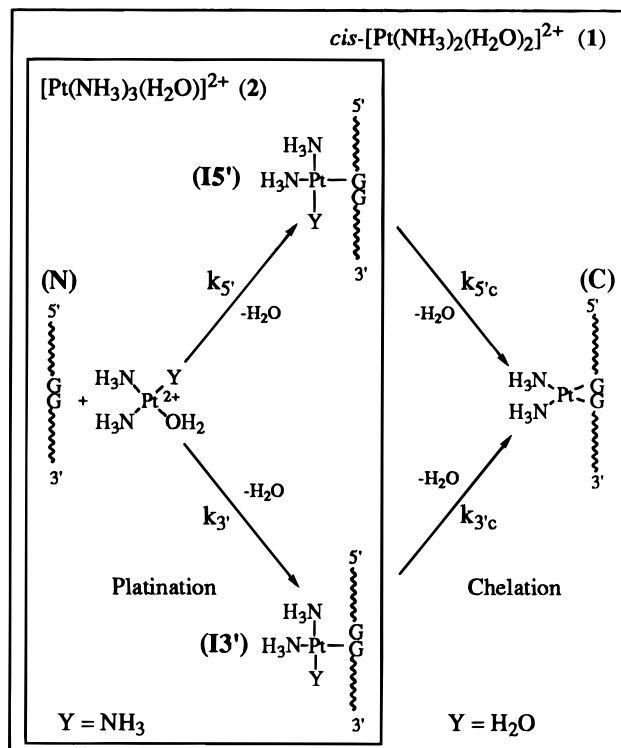 cis-[Pt(NH3)2(H2O)2]2+ (1)
[Pt(NH3)3(H2O)]2+ (2)
5'
H3N
(I5')
H3N-Pt-G
G
Y
3'
(N)
k5'
-H2O
k5'c
-H2O
(C)
5'
G
G
3'
+
H3N
Y
Pt2+
H3N
OH2
5'
H3N
H3N
Pt
G
G
3'
-H2O
k3'
-H2O
k3'c
Platination
Chelation
5'
H3N
(I3')
H3N-Pt-G
G
Y
3'
Y = NH3
Y = H2O